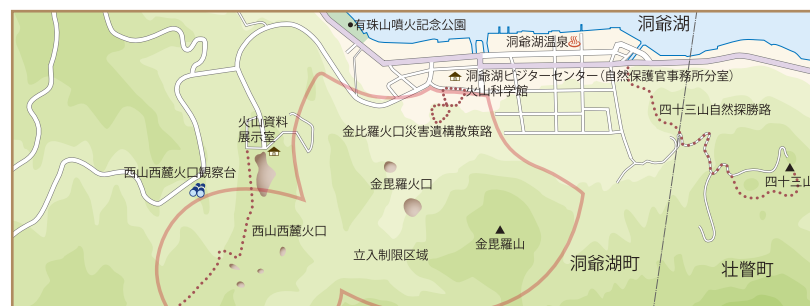 有珠山噴火記念公園
洞爺湖
洞爺湖温泉
洞爺湖ビジターセンター(自然保護官事務所分室)
火山科学館
四十三山自然探勝路
火山資料
展示室
金比羅火口災害遺構散策路
西山西麓火口観察台
金毘羅火口
四十三山
西山西麓火口
金毘羅山
立入制限区域
洞爺湖町
壮瞥町